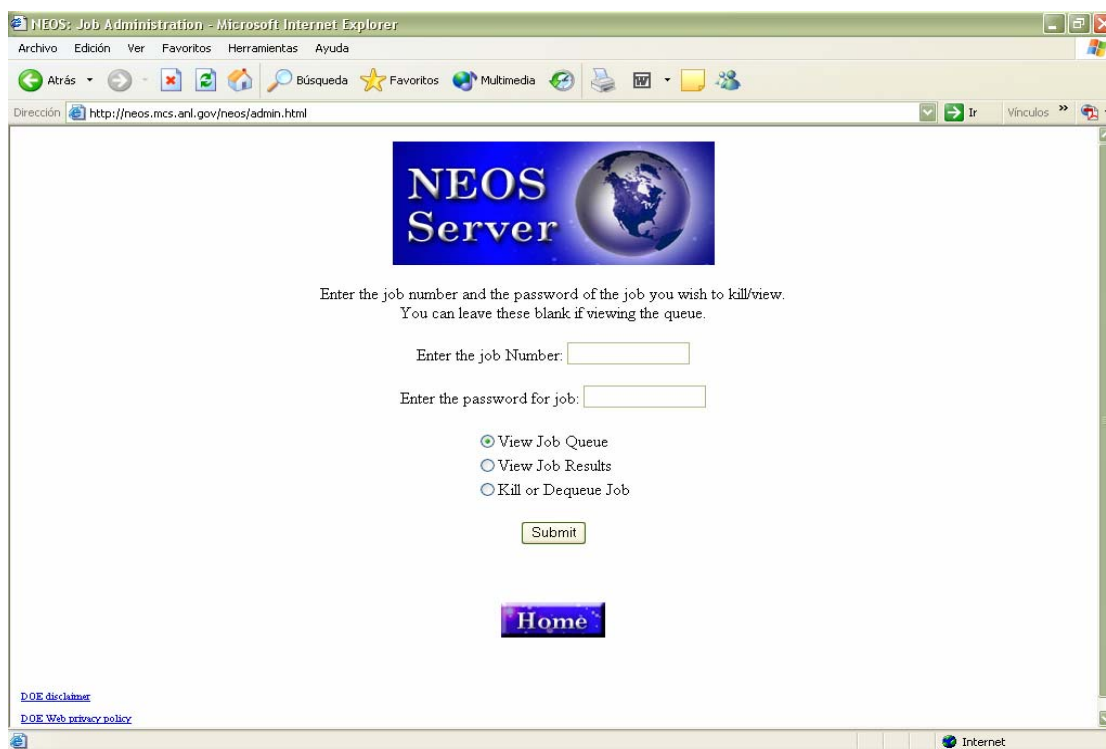 NEOS: Job Administration - Microsoft Internet Explorer
Archivo Edición Ver Favoritos Herramientas Ayuda
Atrás Búsqueda Favoritos Multimedia
Dirección http://neos.mcs.anl.gov/neos/admin.html Ir Vínculos »
NEOS
Server
Enter the job number and the password of the job you wish to kill/view.
You can leave these blank if viewing the queue.
Enter the job Number:
Enter the password for job:
View Job Queue
View Job Results
Kill or Dequeue Job
Submit
Home
DOE disclaimer
DOE Web privacy policy
Internet